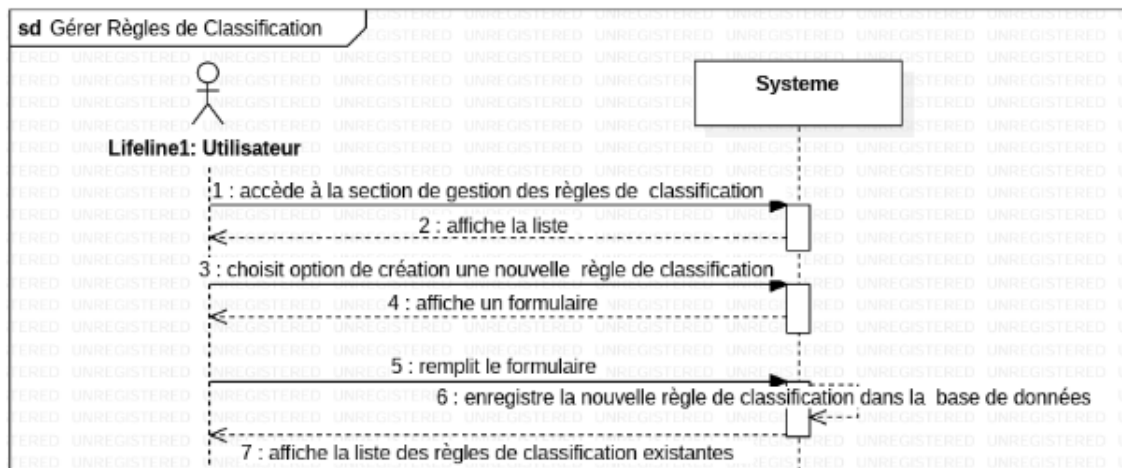 sd Gérer Règles de Classification
Systeme
Lifeline1: Utilisateur
1 : accède à la section de gestion des règles de classification
2 : affiche la liste
3 : choisit option de création une nouvelle règle de classification
4 : affiche un formulaire
5 : remplit le formulaire
6 : enregistre la nouvelle règle de classification dans la base de données
7 : affiche la liste des règles de classification existantes